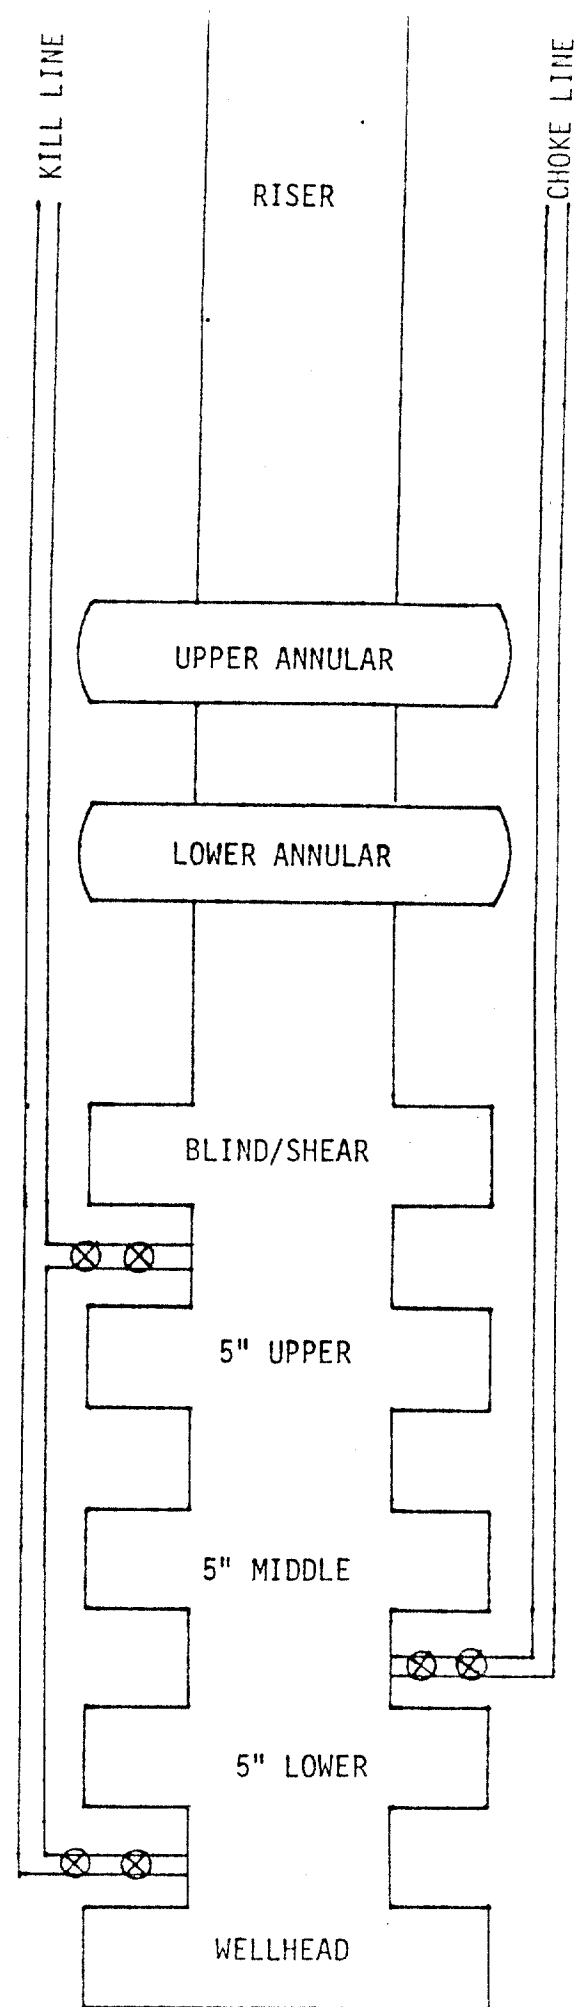 KILL LINE
CHOKE LINE
RISER
UPPER ANNULAR
LOWER ANNULAR
BLIND/SHEAR
5" UPPER
5" MIDDLE
5" LOWER
WELLHEAD